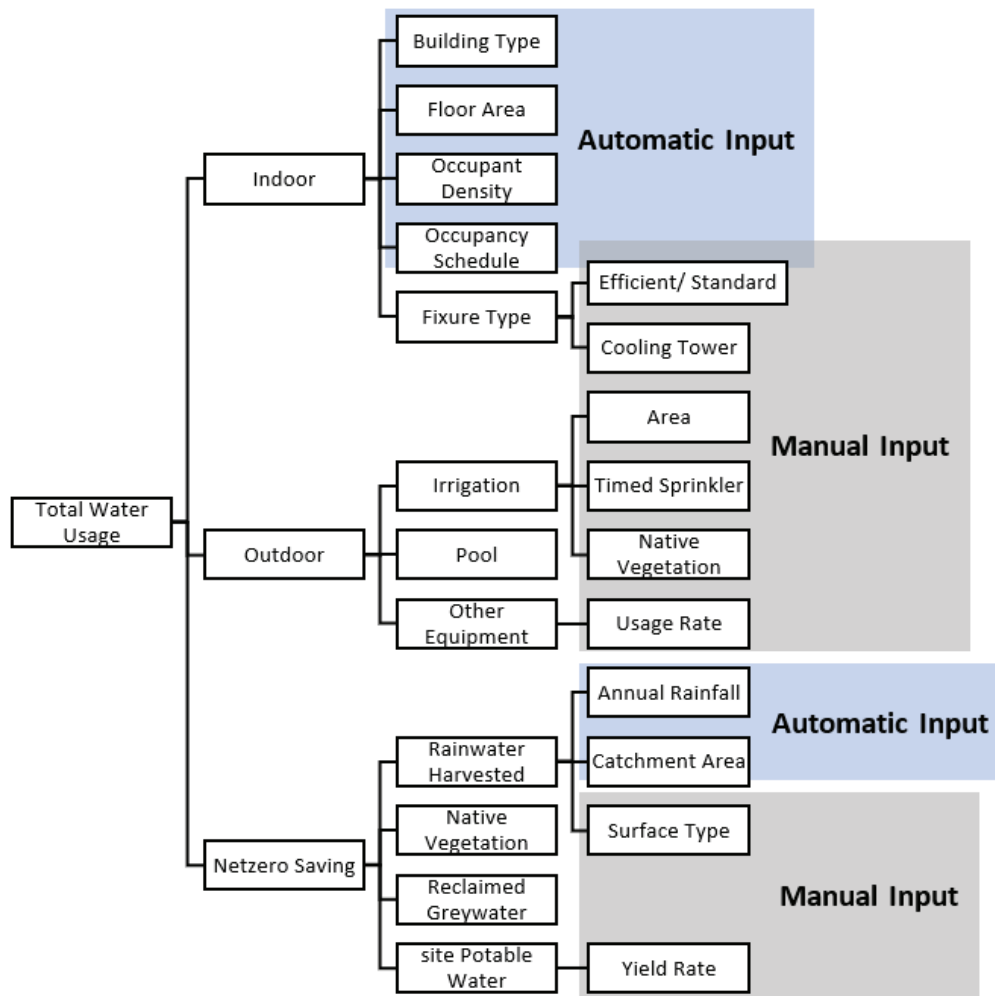 Building Type
Floor Area
Automatic Input
Occupant
Density
Indoor
Occupancy
Schedule
Efficient/ Standard
Fixure Type
Cooling Tower
Area
Manual Input
Irrigation
Timed Sprinkler
Total Water
Usage
Outdoor
Pool
Native
Vegetation
Other
Equipment
Usage Rate
Annual Rainfall
Automatic Input
Rainwater
Harvested
Catchment Area
Native
Vegetation
Surface Type
Netzero Saving
Manual Input
Reclaimed
Greywater
site Potable
Water
Yield Rate